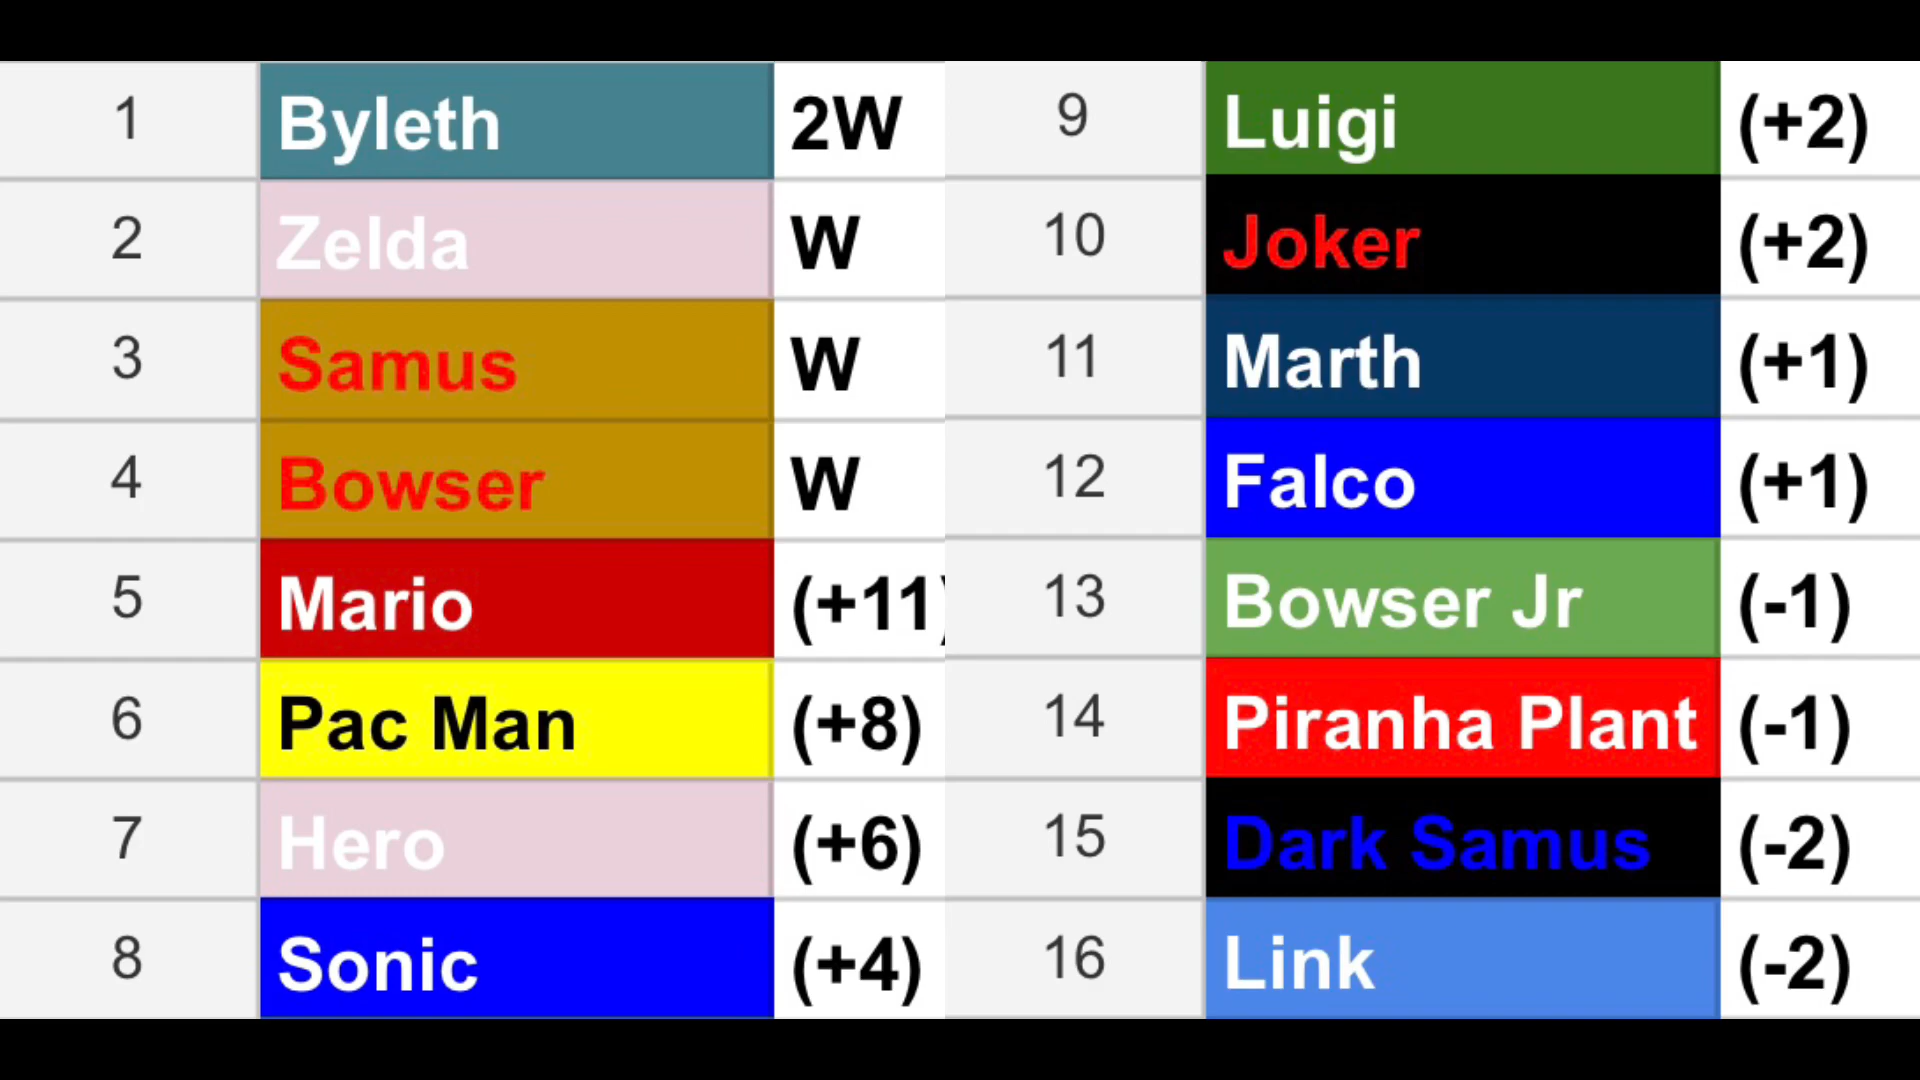 1 Byleth 2W
2 Zelda W
3 Samus W
4 Bowser W
5 Mario (+11)
6 Pac Man (+8)
7 Hero (+6)
8 Sonic (+4)
9 Luigi (+2)
10 Joker (+2)
11 Marth (+1)
12 Falco (+1)
13 Bowser Jr (-1)
14 Piranha Plant (-1)
15 Dark Samus (-2)
16 Link (-2)